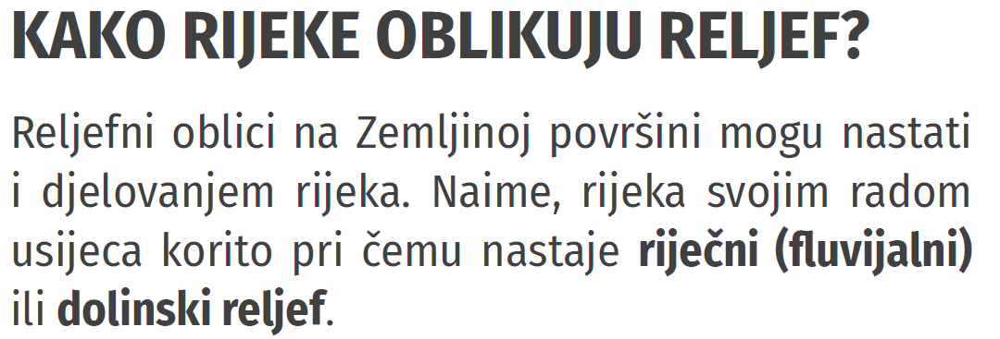 KAKO RIJEKE OBLIKUJU RELJEF?
Reljefni oblici na Zemljinoj površini mogu nastati
i djelovanjem rijeka. Naime, rijeka svojim radom
usijeca korito pri čemu nastaje riječni (fluvijalni)
ili dolinski reljef.